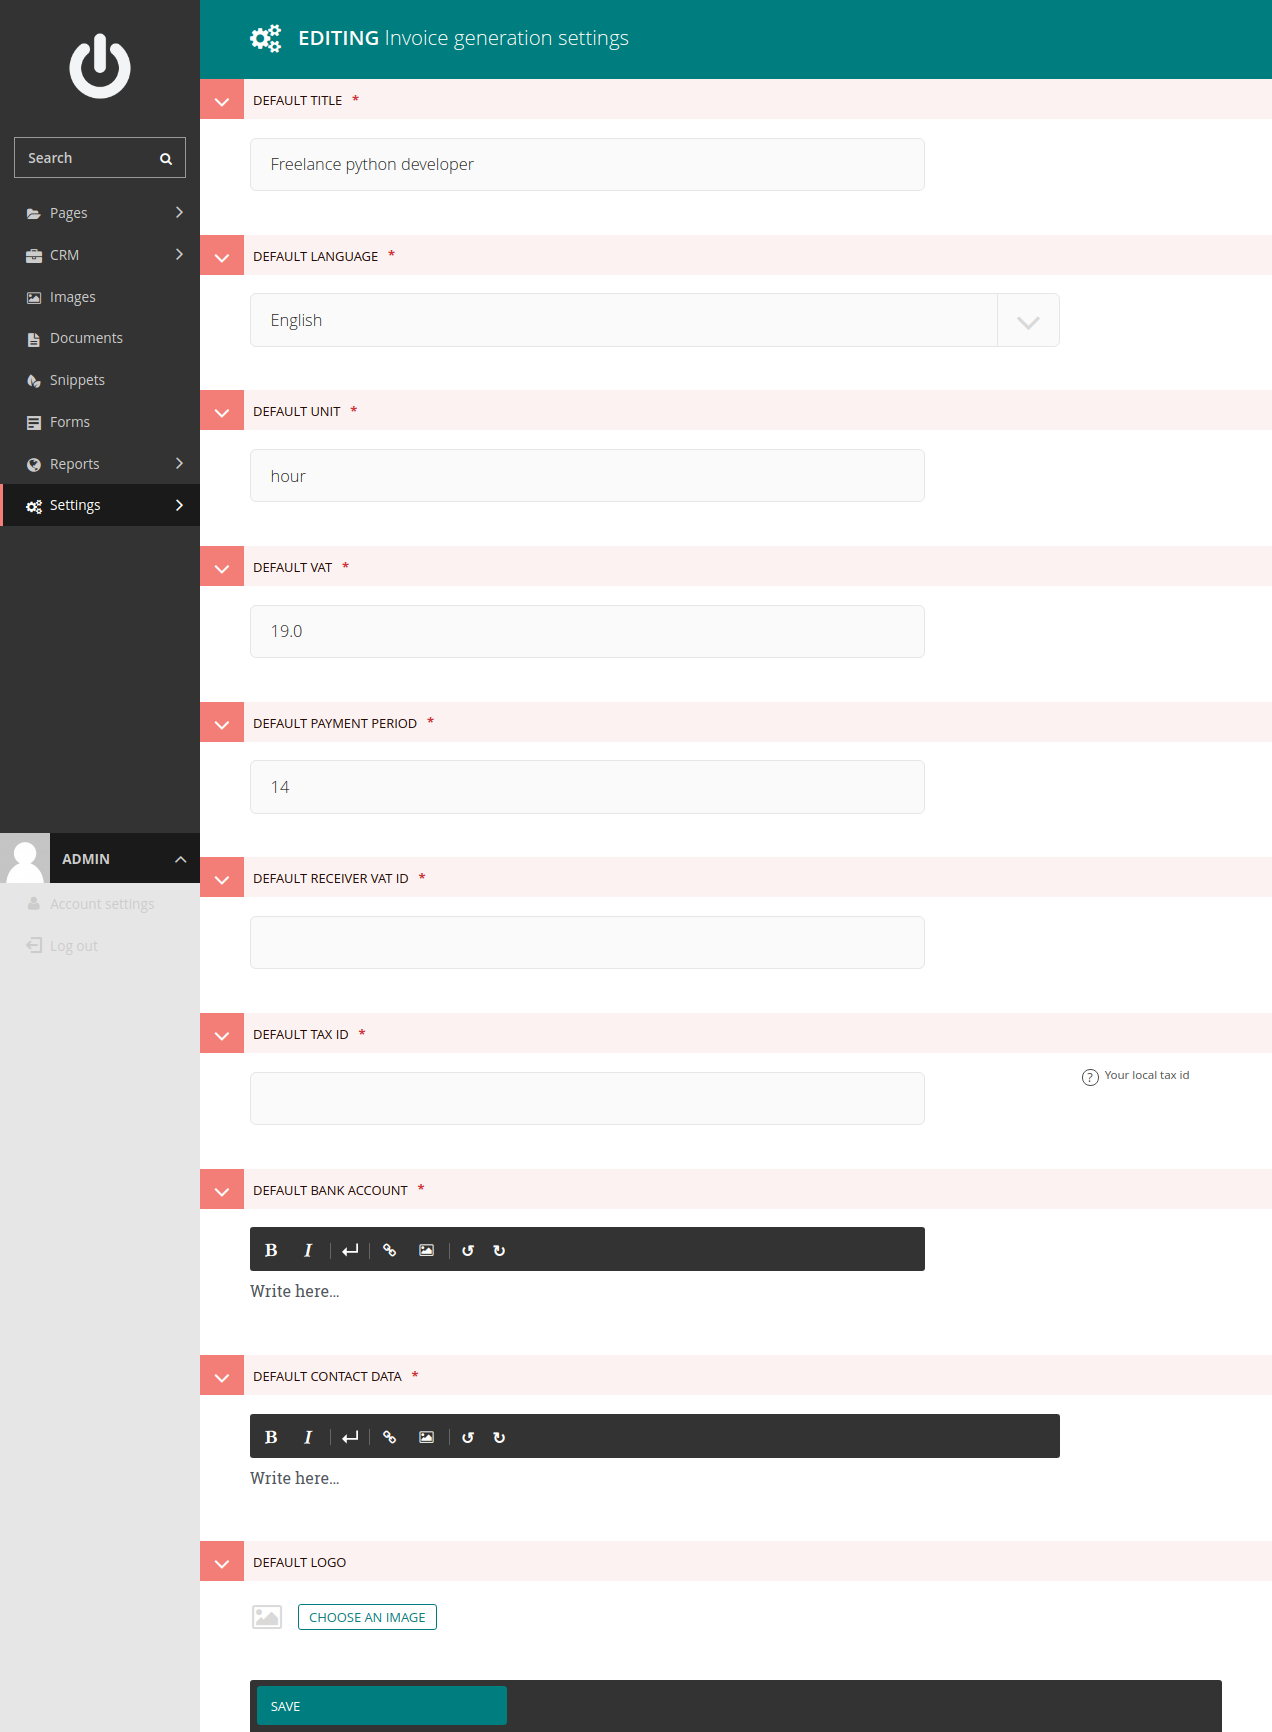 EDITING Invoice generation settings
Search
Pages
CRM
Images
Documents
Snippets
Forms
Reports
Settings
ADMIN
Account settings
Log out
DEFAULT TITLE *
Freelance python developer
DEFAULT LANGUAGE *
English
DEFAULT UNIT *
hour
DEFAULT VAT *
19.0
DEFAULT PAYMENT PERIOD *
14
DEFAULT RECEIVER VAT ID *
DEFAULT TAX ID *
? Your local tax id
DEFAULT BANK ACCOUNT *
B I
Write here...
DEFAULT CONTACT DATA *
B I
Write here...
DEFAULT LOGO
CHOOSE AN IMAGE
SAVE